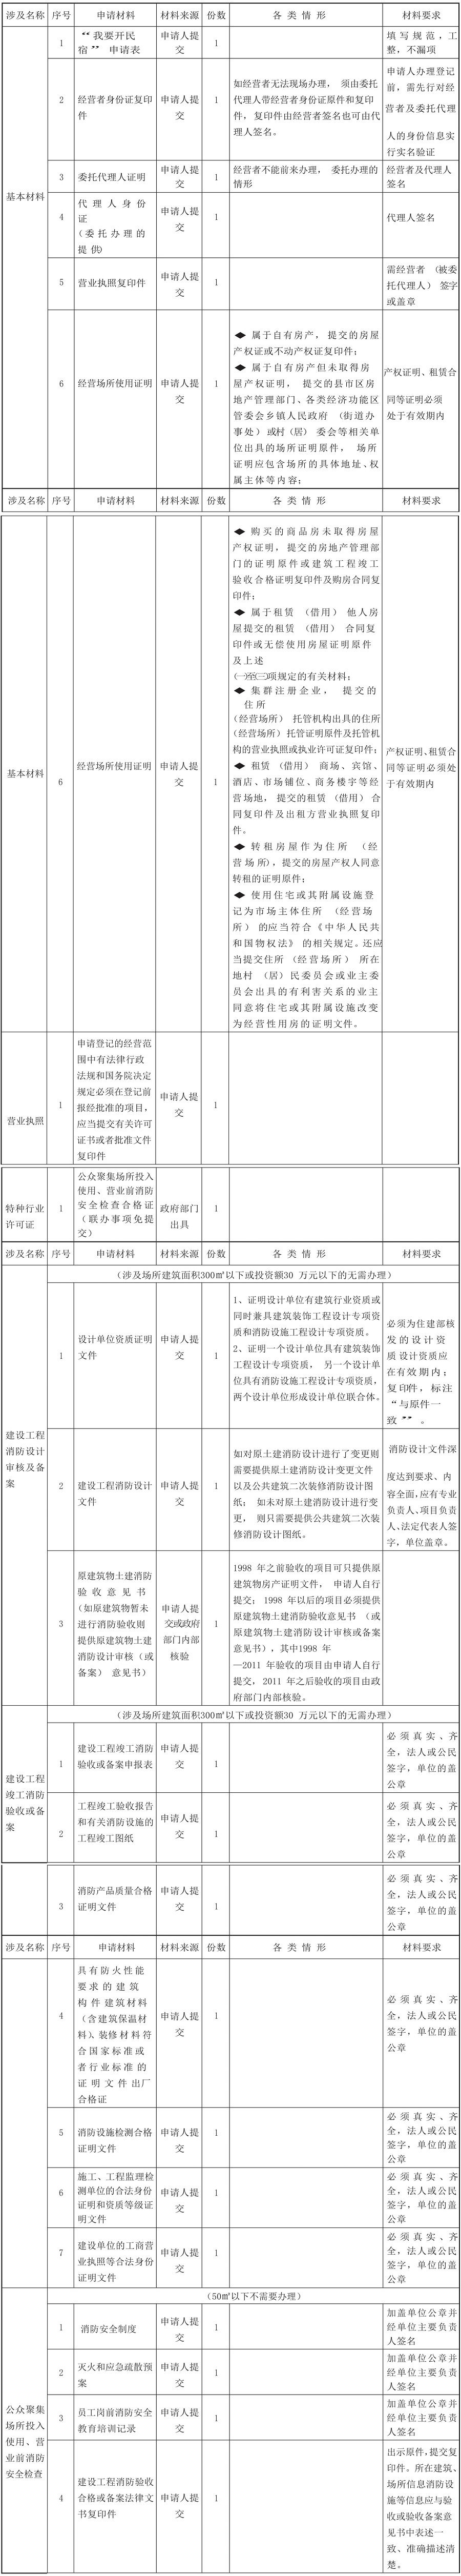 涉及名称 序号 申请材料 材料来源 份数 各类情形 材料要求
基本材料
1 “我要开民宿”申请表 申请人提交 1 填写规范，工整，不漏项
2 经营者身份证复印件 申请人提交 1 如经营者无法现场办理， 须由委托代理人带经营者身份证原件和复印件，复印件由经营者签名也可由代理人签名。 申请人办理登记前，需先行对经营者及委托代理人的身份信息实行实名验证
3 委托代理人证明 申请人提交 1 经营者不能前来办理， 委托办理的情形 经营者及代理人签名
4 代理人身份证（委托办理的提供） 申请人提交 1 代理人签名
5 营业执照复印件 申请人提交 1 需经营者 （被委托代理人） 签字或盖章
6 经营场所使用证明 申请人提交 1
◆ 属于自有房产，提交的房屋产权证或不动产权证复印件；
◆ 属于自有房产但未取得房屋产权证明， 提交的县市区房地产管理部门、各类经济功能区管委会乡镇人民政府 （街道办事处）或村（居） 委会等相关单位出具的场所证明原件， 场所证明应包含场所的具体地址、权属主体等内容；
产权证明、租赁合同等证明必须处于有效期内
涉及名称 序号 申请材料 材料来源 份数 各类情形 材料要求
基本材料 6 经营场所使用证明 申请人提交 1
◆ 购买的商品房未取得房屋产权证明，提交的房地产管理部门的证明原件或建筑工程竣工验收合格证明复印件及购房合同复印件；
◆ 属于租赁 （借用） 他人房屋提交的租赁 （借用） 合同复印件或无偿使用房屋证明原件及上述
㈠至㈢项规定的有关材料；
◆ 集群注册企业， 提交的住所
（经营场所） 托管机构出具的住所（经营场所）托管证明原件及托管机构的营业执照或执业许可证复印件；
◆ 租赁（借用） 商场、宾馆、酒店、市场铺位、商务楼宇等经营场地， 提交的租赁（借用）合同复印件及出租方营业执照复印件。
◆ 转租房屋作为住所 （经营场所），提交的房屋产权人同意转租的证明原件；
◆ 使用住宅或其附属设施登记为市场主体住所 （经营场所） 的应当符合《中华人民共和国物权法》 的相关规定。还应当提交住所（经营场所） 所在地村 （居）民委员会或业主委员会出具的有利害关系的业主同意将住宅或其附属设施改变为经营性用房的证明文件。
产权证明、租赁合同等证明必须处于有效期内
营业执照 1 申请登记的经营范围中有法律行政法规和国务院决定规定必须在登记前报经批准的项目，应当提交有关许可证书或者批准文件复印件 申请人提交 1
特种行业许可证 1 公众聚集场所投入使用、营业前消防安全检查合格证（联办事项免提交） 政府部门出具 1
涉及名称 序号 申请材料 材料来源 份数 各类情形 材料要求
建设工程消防设计审核及备案
（涉及场所建筑面积300㎡以下或投资额30 万元以下的无需办理）
1 设计单位资质证明文件 申请人提交 1
1、证明设计单位有建筑行业资质或同时兼具建筑装饰工程设计专项资质和消防设施工程设计专项资质。
2、证明一个设计单位具有建筑装饰工程设计专项资质， 另一个设计单位具有消防设施工程设计专项资质，两个设计单位形成设计单位联合体。
必须为住建部核发的设计资质设计资质应在有效期内；复印件，标注“与原件一致”” 。
2 建设工程消防设计文件 申请人提交 1 如对原土建消防设计进行了变更则需要提供原土建消防设计变更文件以及公共建筑二次装修消防设计图纸； 如未对原土建消防设计进行变更， 则只需要提供公共建筑二次装修消防设计图纸。 消防设计文件深度达到要求、内容全面，应有专业负责人、项目负责人、法定代表人签字，单位盖章。
3 原建筑物土建消防验收意见书（如原建筑物暂未进行消防验收则提供原建筑物土建消防设计审核（或备案） 意见书） 申请人提交或政府部门内部核验 1
1998 年之前验收的项目可只提供原建筑物房产证明文件， 申请人自行提交； 1998 年以后的项目必须提供原建筑物土建消防验收意见书 （或原建筑物土建消防设计审核或备案意见书），其中1998 年
—2011 年验收的项目由申请人自行提交，2011 年之后验收的项目由政府部门内部核验。
建设工程竣工消防验收或备案
（涉及场所建筑面积300㎡以下或投资额30 万元以下的无需办理）
1 建设工程竣工消防验收或备案申报表 申请人提交 1 必须真实、齐全，法人或公民签字，单位的盖公章
2 工程竣工验收报告和有关消防设施的工程竣工图纸 申请人提交 1 必须真实、齐全，法人或公民签字，单位的盖公章
3 消防产品质量合格证明文件 申请人提交 1 必须真实、齐全，法人或公民签字，单位的盖公章
涉及名称 序号 申请材料 材料来源 份数 各类情形 材料要求
4 具有防火性能要求的建筑构件建筑材料（含建筑保温材料）、装修材料符合国家标准或者行业标准的证明文件出厂合格证 申请人提交 1 必须真实、齐全，法人或公民签字，单位的盖公章
5 消防设施检测合格证明文件 申请人提交 1 必须真实、齐全，法人或公民签字，单位的盖公章
6 施工、工程监理检测单位的合法身份证明和资质等级证明文件 申请人提交 1 必须真实、齐全，法人或公民签字，单位的盖公章
7 建设单位的工商营业执照等合法身份证明文件 申请人提交 1 必须真实、齐全，法人或公民签字，单位的盖公章
公众聚集场所投入使用、营业前消防安全检查
（50㎡以下不需要办理）
1 消防安全制度 申请人提交 1 加盖单位公章并经单位主要负责人签名
2 灭火和应急疏散预案 申请人提交 1 加盖单位公章并经单位主要负责人签名
3 员工岗前消防安全教育培训记录 申请人提交 1 加盖单位公章并经单位主要负责人签名
4 建设工程消防验收合格或备案法律文书复印件 申请人提交 1 出示原件，提交复印件。所在建筑、场所信息消防设施等信息应与验收或验收备案意见书中表述一致、准确描述清楚。